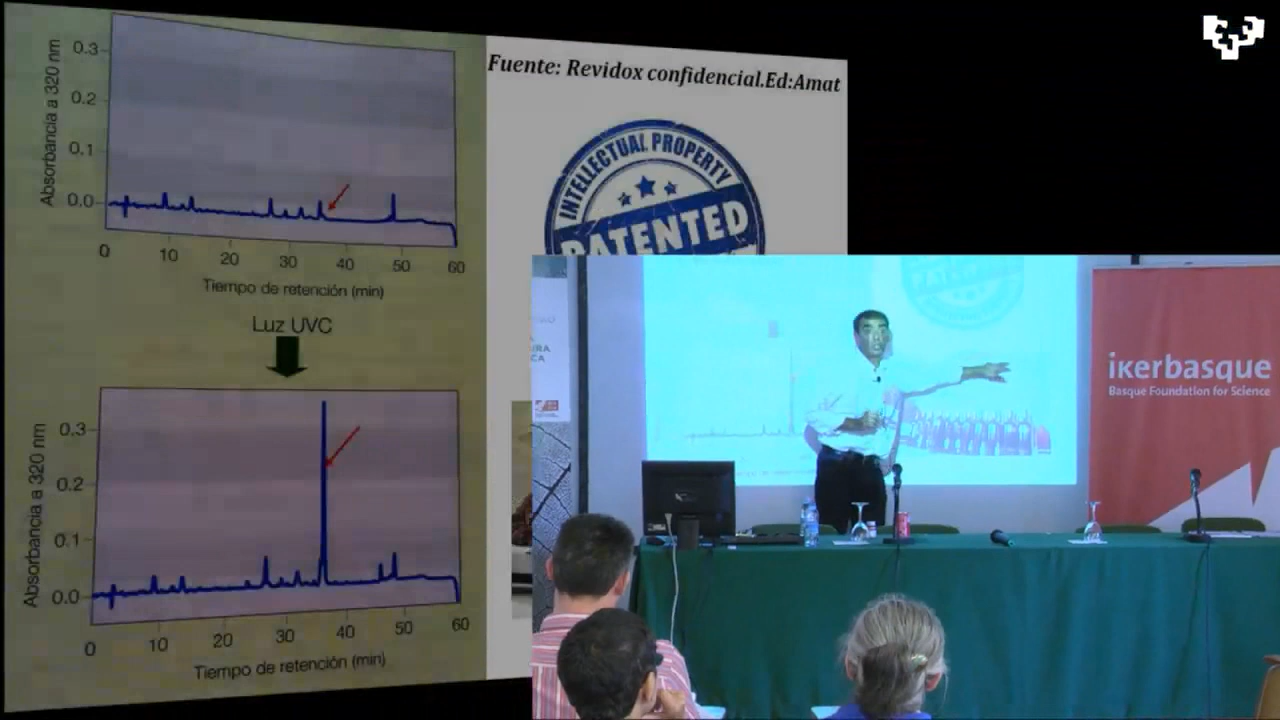 Absorbancia a 320 nm
0.3
0.2
0.1
0.0
0 10 20 30 40 50 60
Tiempo de retención (min)
Luz UVC
Absorbancia a 320 nm
0.3
0.2
0.1
0.0
0 10 20 30 40 50 60
Tiempo de retención (min)
Fuente: Revidox confidencial.Ed:Amat
INTELLECTUAL PROPERTY
PATENTED
ikerbasque
Basque Foundation for Science